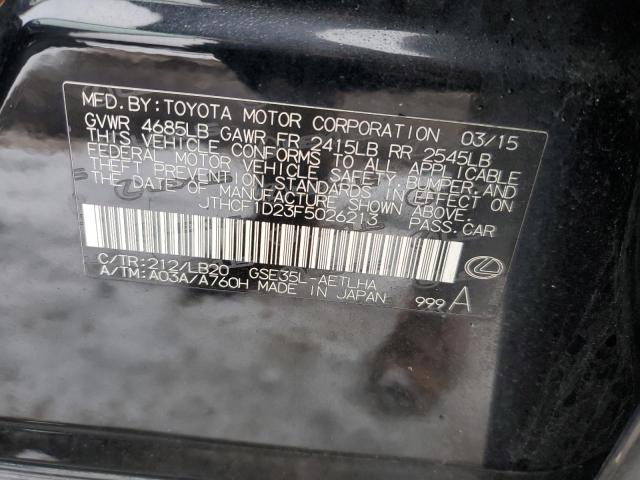 MFD.BY:TOYOTA MOTOR CORPORATION 03/15
GVWR 4685LB GAWR FR 2415LB RR 2545LB
THIS VEHICLE CONFORMS TO ALL APPLICABLE
FEDERAL MOTOR VEHICLE SAFETY,BUMPER,AND
THEFT PREVENTION STANDARDS IN EFFECT ON
THE DATE OF MANUFACTURE SHOWN ABOVE.
JTHCF1D23F5026213 PASS.CAR
C/TR:212/LB20 GSE35L-AETLHA
A/TM:A03A/A760H MADE IN JAPAN 999 A